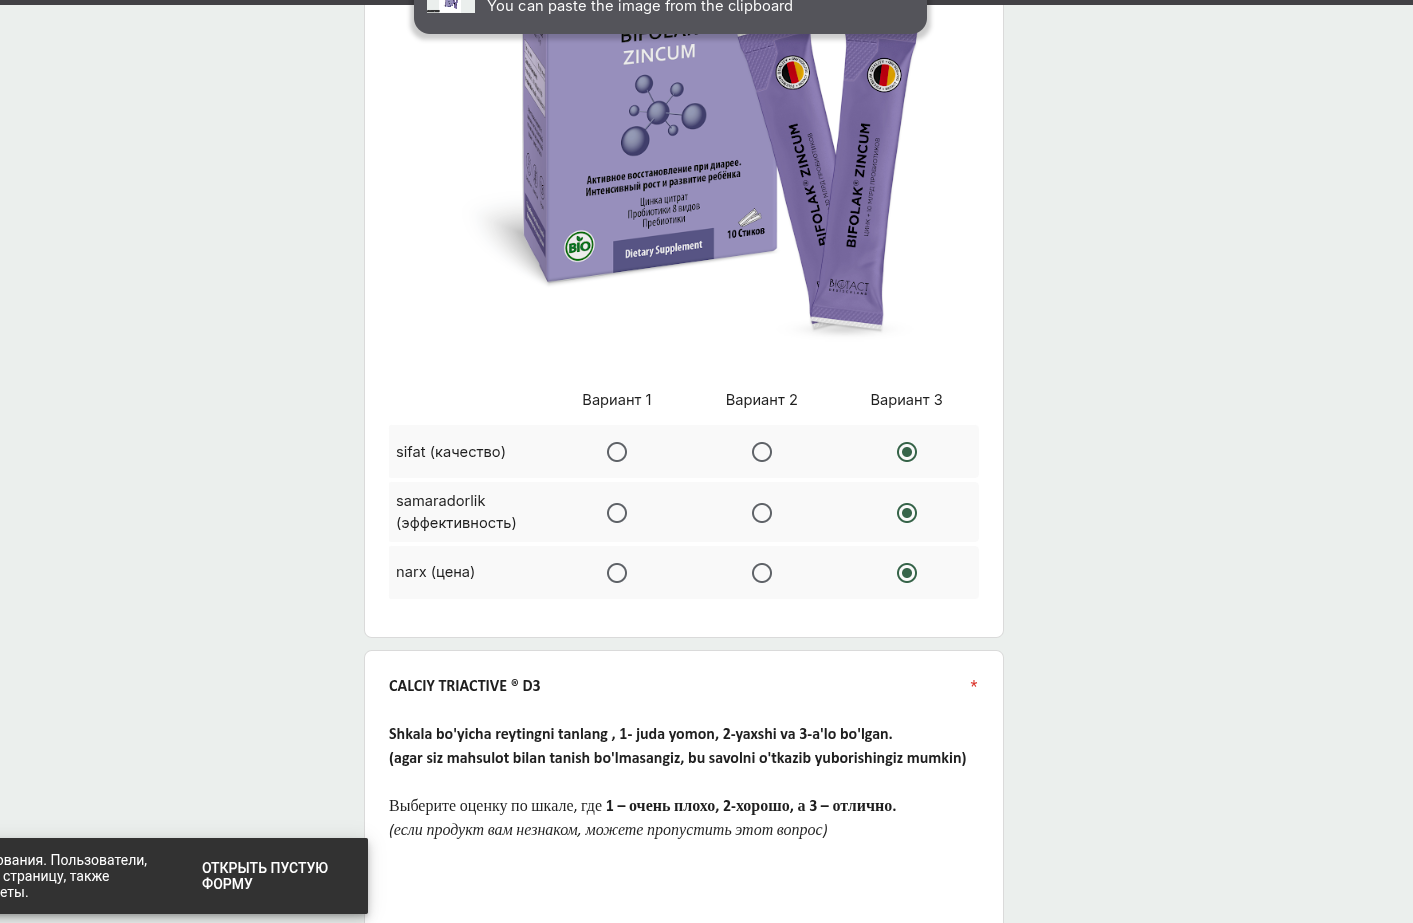 You can paste the image from the clipboard
BIFOLAK
ZINCUM
Активное восстановление при диарее.
Интенсивный рост и развитие ребёнка
Цинка цитрат
Пробиотики 8 видов
Пребиотики
10 Стиков
BIO
Dietary Supplement
BIFOLAK® ZINCUM
BIFOLAK® ZINCUM
BIOTACT
Вариант 1 Вариант 2 Вариант 3
sifat (качество)
samaradorlik
(эффективность)
narx (цена)
CALCIY TRIACTIVE ® D3 *
Shkala bo'yicha reytingni tanlang , 1- juda yomon, 2-yaxshi va 3-a'lo bo'lgan.
(agar siz mahsulot bilan tanish bo'lmasangiz, bu savolni o'tkazib yuborishingiz mumkin)
Выберите оценку по шкале, где 1 – очень плохо, 2-хорошо, а 3 – отлично.
(если продукт вам незнаком, можете пропустить этот вопрос)
Пользователи,
страницу, также
ОТКРЫТЬ ПУСТУЮ
ФОРМУ